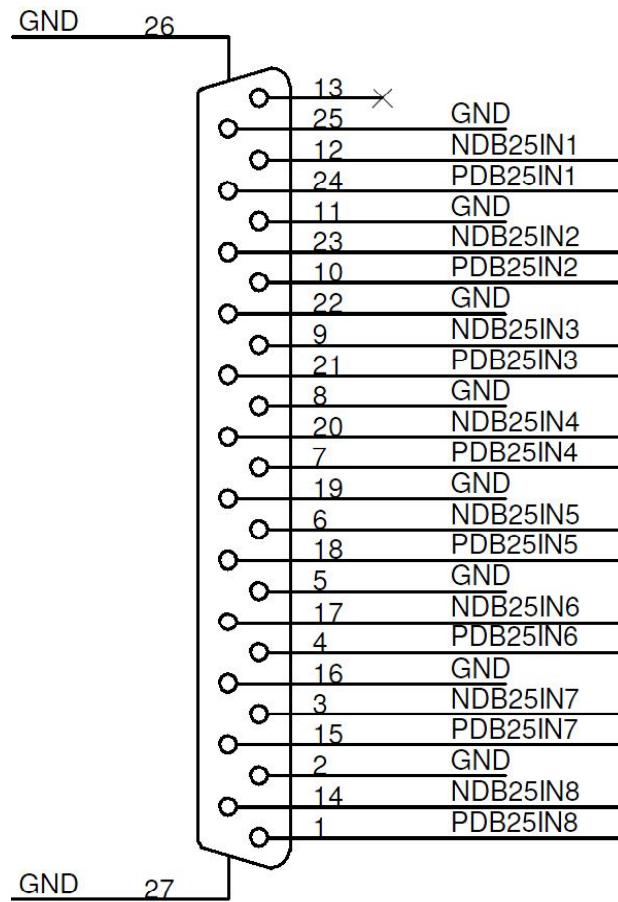 GND 26
13
25 GND
12 NDB25IN1
24 PDB25IN1
11 GND
23 NDB25IN2
10 PDB25IN2
22 GND
9 NDB25IN3
21 PDB25IN3
8 GND
20 NDB25IN4
7 PDB25IN4
19 GND
6 NDB25IN5
18 PDB25IN5
5 GND
17 NDB25IN6
4 PDB25IN6
16 GND
3 NDB25IN7
15 PDB25IN7
2 GND
14 NDB25IN8
1 PDB25IN8
GND 27